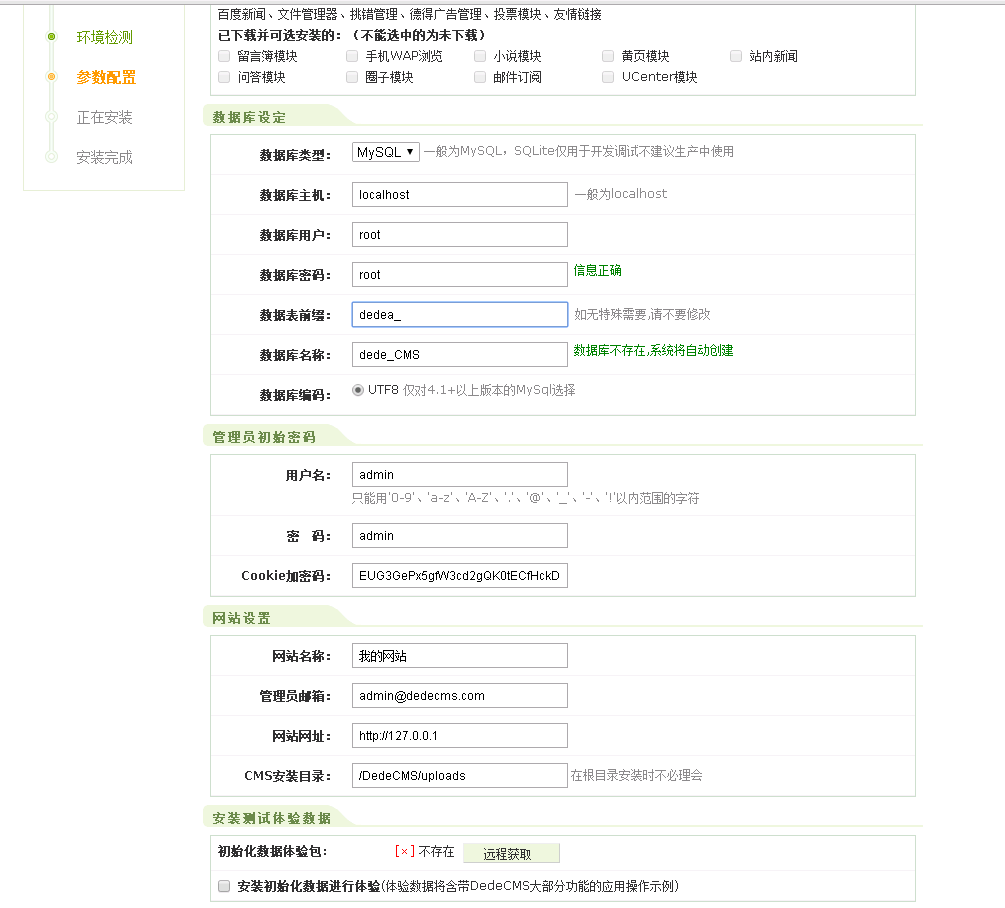 环境检测
参数配置
正在安装
安装完成
百度新闻、文件管理器、挑错管理、德得广告管理、投票模块、友情链接
已下载并可选安装的：（不能选中的为未下载）
留言簿模块 手机WAP浏览 小说模块 黄页模块 站内新闻
问答模块 圈子模块 邮件订阅 UCenter模块
数据库设定
数据库类型： MySQL 一般为MySQL，SQLite仅用于开发调试不建议生产中使用
数据库主机： localhost 一般为localhost
数据库用户： root
数据库密码： root 信息正确
数据表前缀： dedea_ 如无特殊需要,请不要修改
数据库名称： dede_CMS 数据库不存在,系统将自动创建
数据库编码： UTF8 仅对4.1+以上版本的MySql选择
管理员初始密码
用户名： admin
只能用'0-9'、'a-z'、'A-Z'、'.'、'@'、'_'、'-'、'!'以内范围的字符
密 码： admin
Cookie加密码： EUG3GePx5gfW3cd2gQK0tECfHckD
网站设置
网站名称： 我的网站
管理员邮箱： admin@dedecms.com
网站网址： http://127.0.0.1
CMS安装目录： /DedeCMS/uploads 在根目录安装时不必理会
安装测试体验数据
初始化数据体验包： [×] 不存在 远程获取
安装初始化数据进行体验(体验数据将含带DedeCMS大部分功能的应用操作示例)